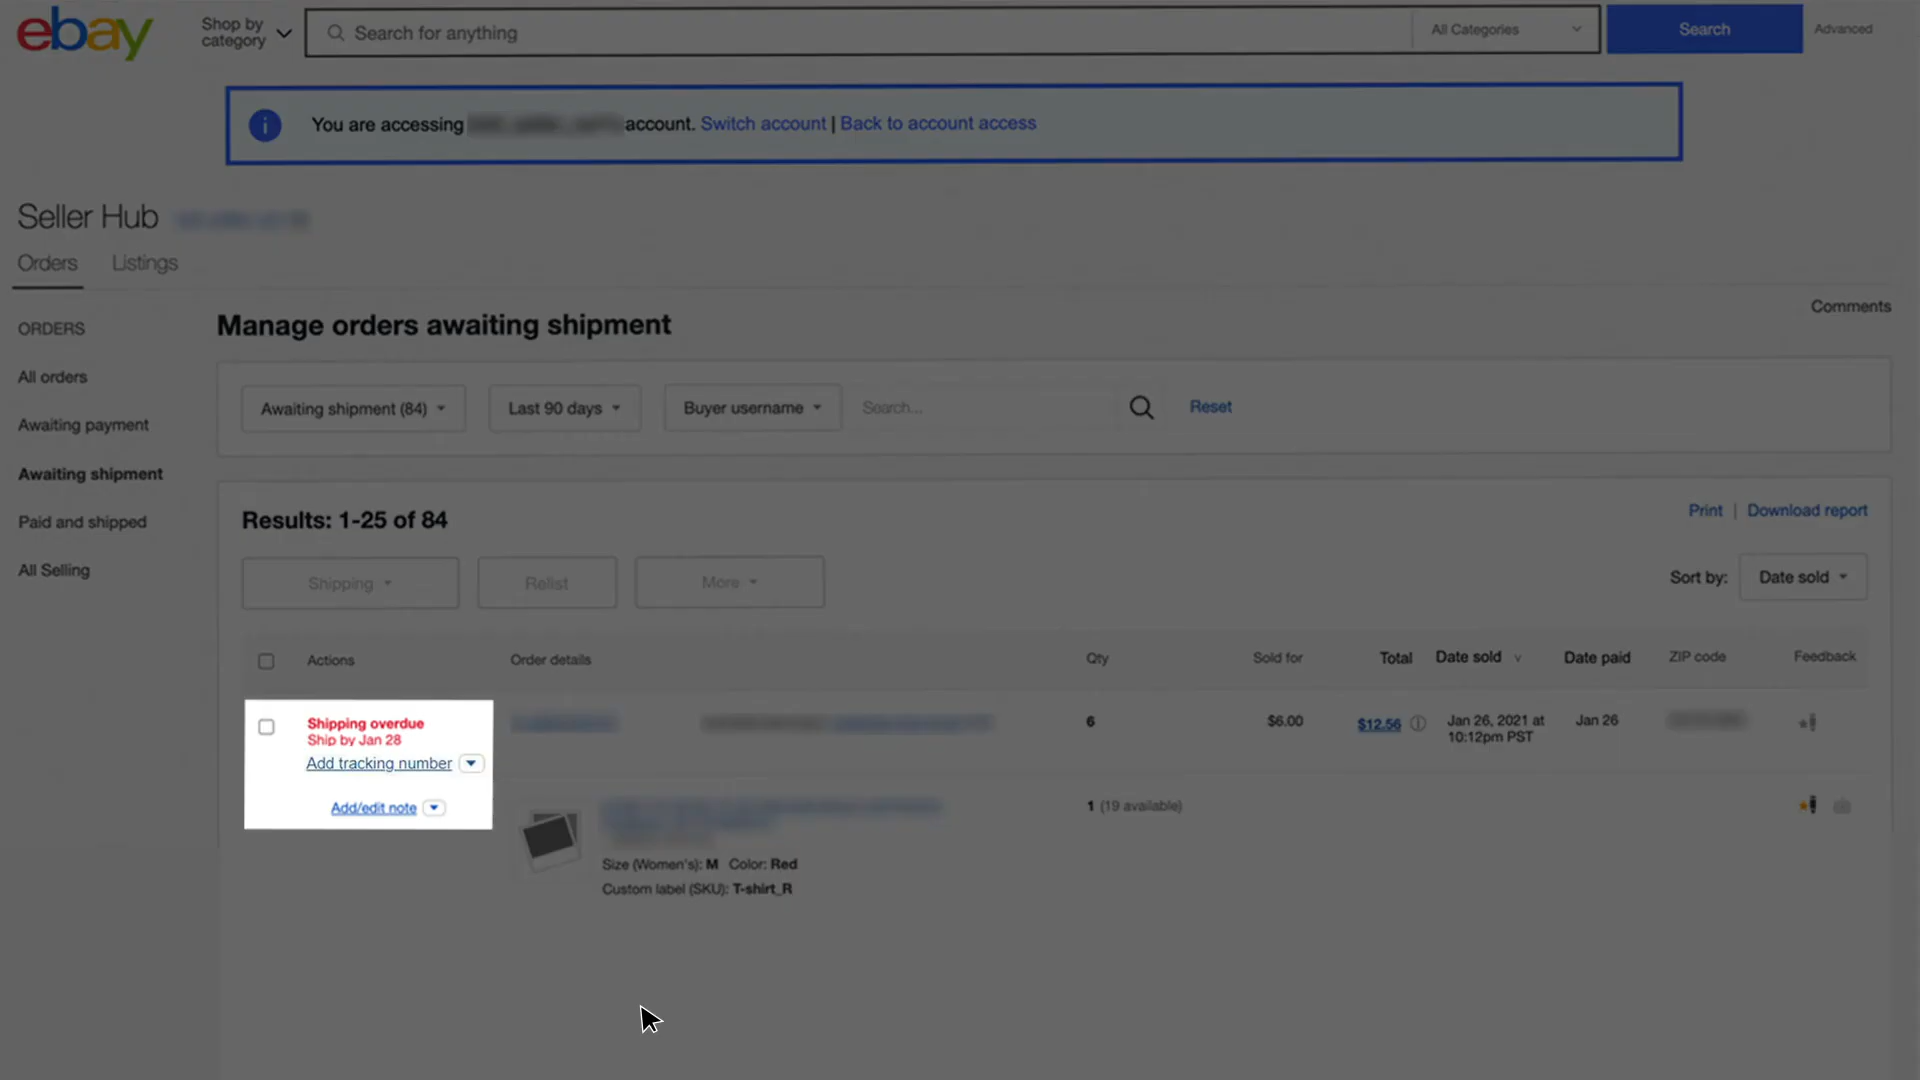 ebay
Shop by category
Search for anything
All Categories
Search
Advanced
You are accessing account. Switch account | Back to account access
Seller Hub
Orders Listings
Comments
ORDERS
All orders
Awaiting payment
Awaiting shipment
Paid and shipped
All Selling
Manage orders awaiting shipment
Awaiting shipment (84) Last 90 days Buyer username Search... Reset
Results: 1-25 of 84
Print | Download report
Shipping Relist More
Sort by: Date sold
Actions Order details Qty Sold for Total Date sold Date paid ZIP code Feedback
Shipping overdue
Ship by Jan 28
Add tracking number
Add/edit note
6 $6.00 $12.56 Jan 26, 2021 at Jan 26
10:12pm PST
1 (19 available)
Size (Women's): M Color: Red
Custom label (SKU): T-shirt_R